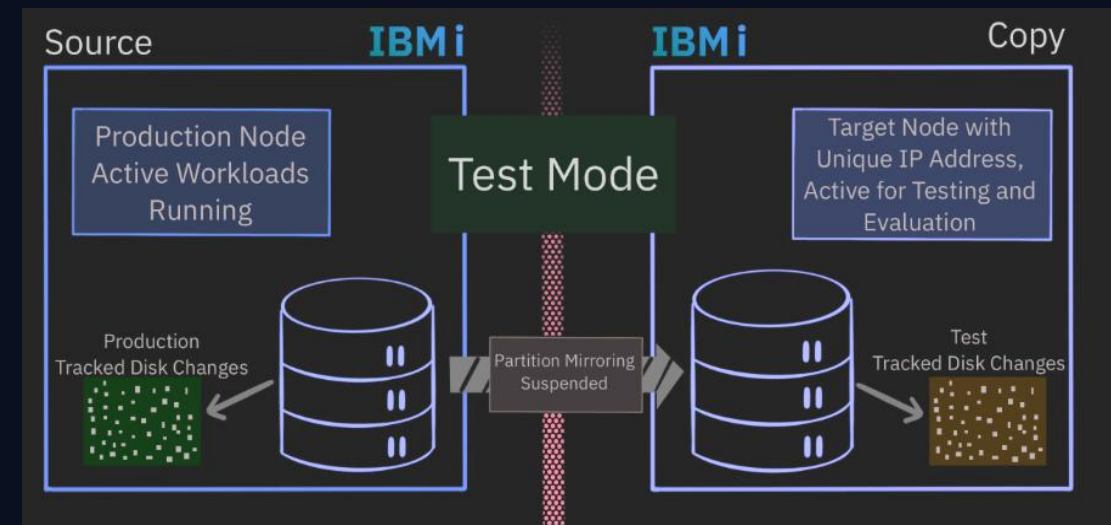 Source
IBM i
IBM i
Copy
Production Node
Active Workloads
Running
Test Mode
Target Node with
Unique IP Address,
Active for Testing and
Evaluation
Production
Tracked Disk Changes
Partition Mirroring
Suspended
Test
Tracked Disk Changes